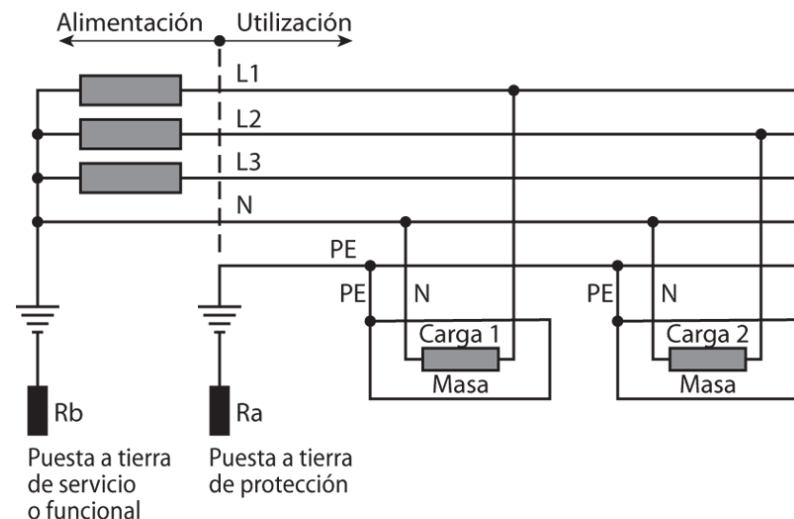 Alimentación Utilización
L1
L2
L3
N
PE
PE N PE N
Carga 1 Carga 2
Masa Masa
Rb Ra
Puesta a tierra
de servicio
o funcional
Puesta a tierra
de protección